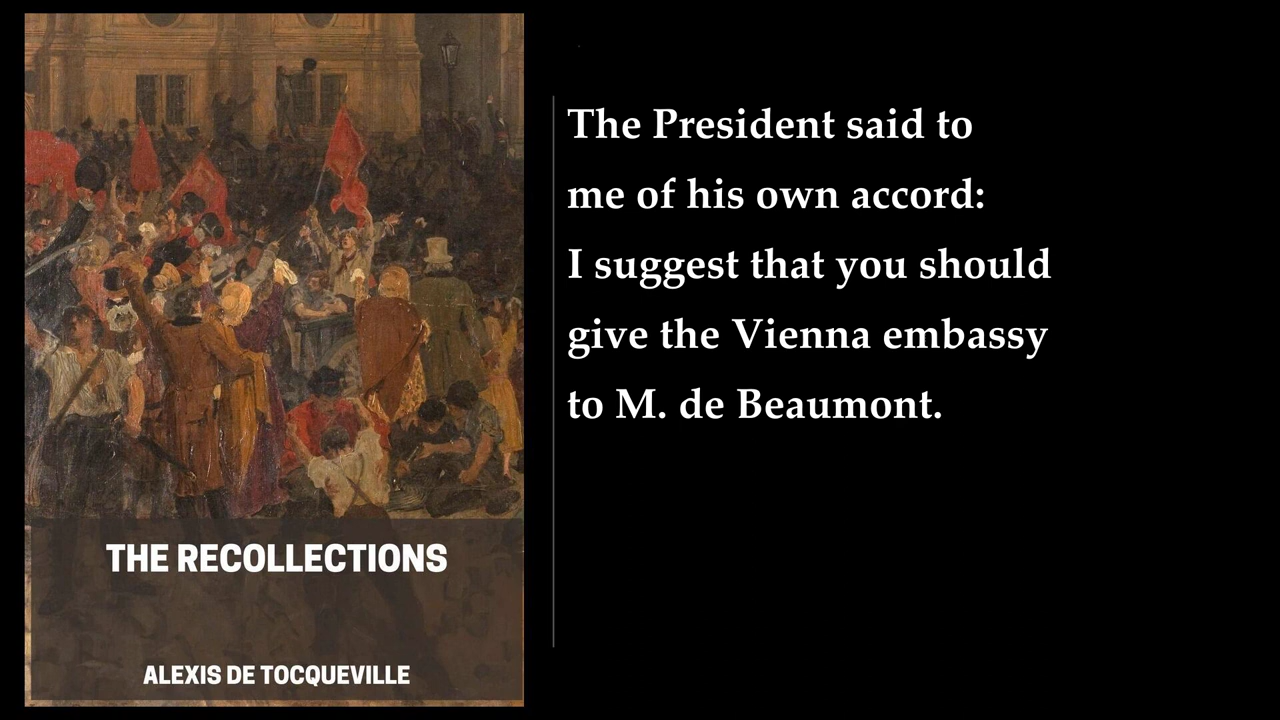 The President said to
me of his own accord:
I suggest that you should
give the Vienna embassy
to M. de Beaumont.
THE RECOLLECTIONS
ALEXIS DE TOCQUEVILLE